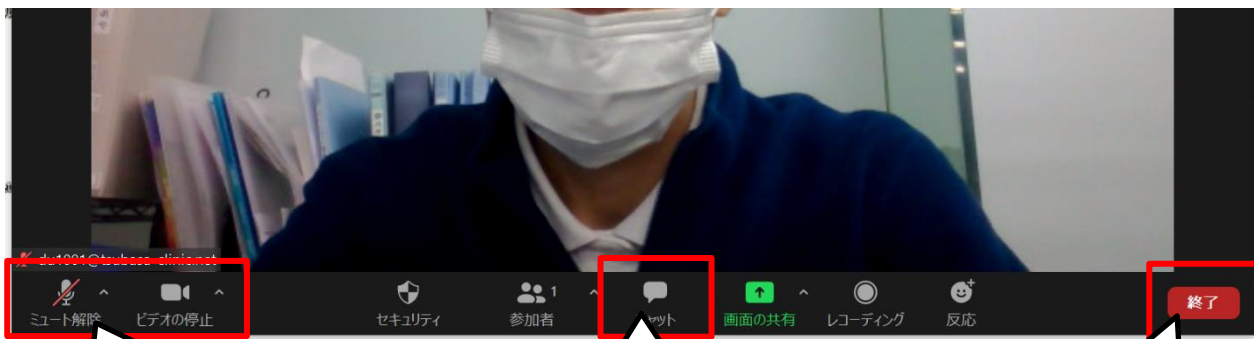 ミュート解除 ビデオの停止 セキュリティ 参加者 1 画面の共有 レコーディング 反応 終了